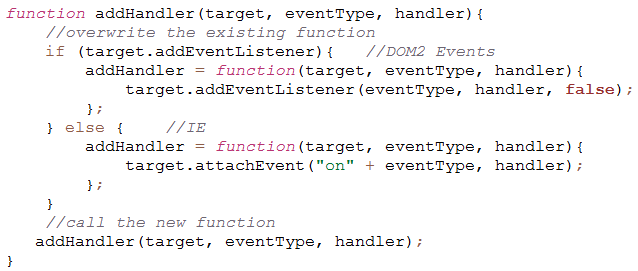 function addHandler(target, eventType, handler){
    //overwrite the existing function
    if (target.addEventListener){   //DOM2 Events
        addHandler = function(target, eventType, handler){
            target.addEventListener(eventType, handler, false);
        };
    } else {    //IE
        addHandler = function(target, eventType, handler){
            target.attachEvent("on" + eventType, handler);
        };
    }
    //call the new function
   addHandler(target, eventType, handler);
}